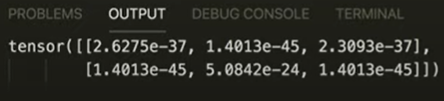 PROBLEMS OUTPUT DEBUG CONSOLE TERMINAL
tensor([[2.6275e-37, 1.4013e-45, 2.3093e-37],
[1.4013e-45, 5.0842e-24, 1.4013e-45]])